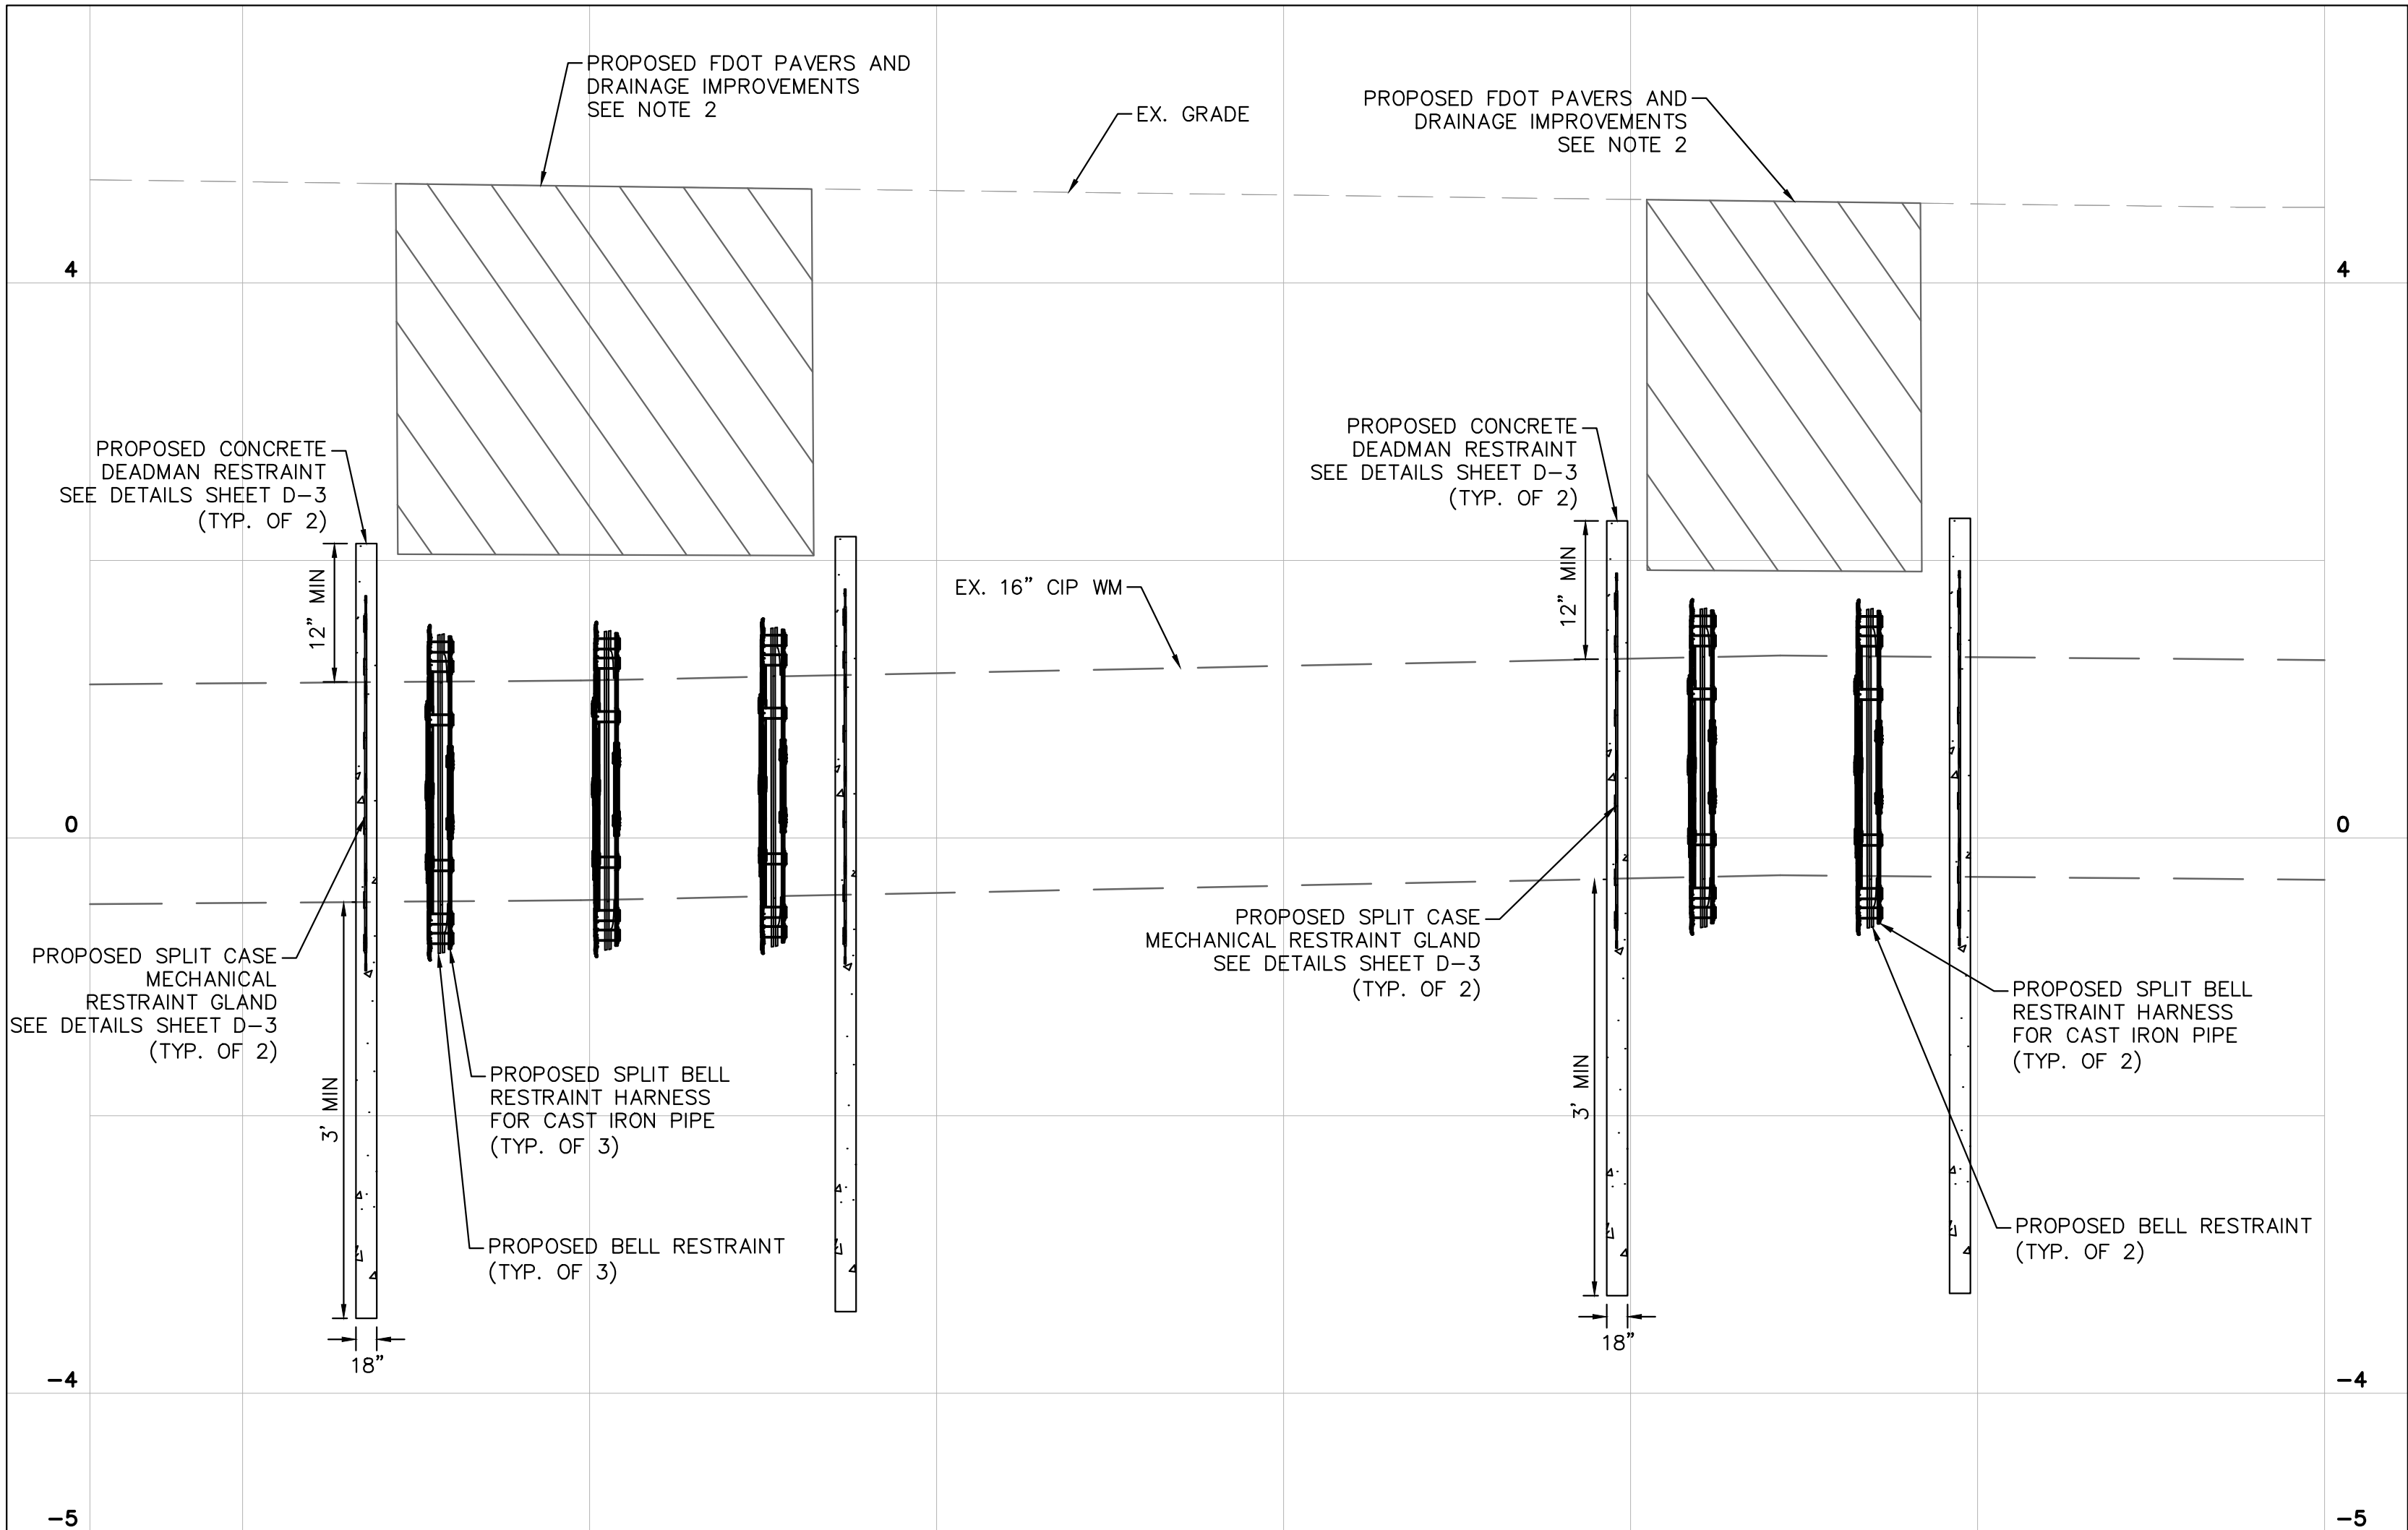 PROPOSED FDOT PAVERS AND
DRAINAGE IMPROVEMENTS
SEE NOTE 2
EX. GRADE
PROPOSED FDOT PAVERS AND
DRAINAGE IMPROVEMENTS
SEE NOTE 2
4
4
PROPOSED CONCRETE
DEADMAN RESTRAINT
SEE DETAILS SHEET D-3
(TYP. OF 2)
12" MIN
EX. 16" CIP WM
PROPOSED CONCRETE
DEADMAN RESTRAINT
SEE DETAILS SHEET D-3
(TYP. OF 2)
12" MIN
0
0
PROPOSED SPLIT CASE
MECHANICAL
RESTRAINT GLAND
SEE DETAILS SHEET D-3
(TYP. OF 2)
PROPOSED SPLIT CASE
MECHANICAL RESTRAINT GLAND
SEE DETAILS SHEET D-3
(TYP. OF 2)
PROPOSED SPLIT BELL
RESTRAINT HARNESS
FOR CAST IRON PIPE
(TYP. OF 2)
3' MIN
PROPOSED SPLIT BELL
RESTRAINT HARNESS
FOR CAST IRON PIPE
(TYP. OF 3)
3' MIN
PROPOSED BELL RESTRAINT
(TYP. OF 3)
PROPOSED BELL RESTRAINT
(TYP. OF 2)
18"
18"
-4
-4
-5
-5